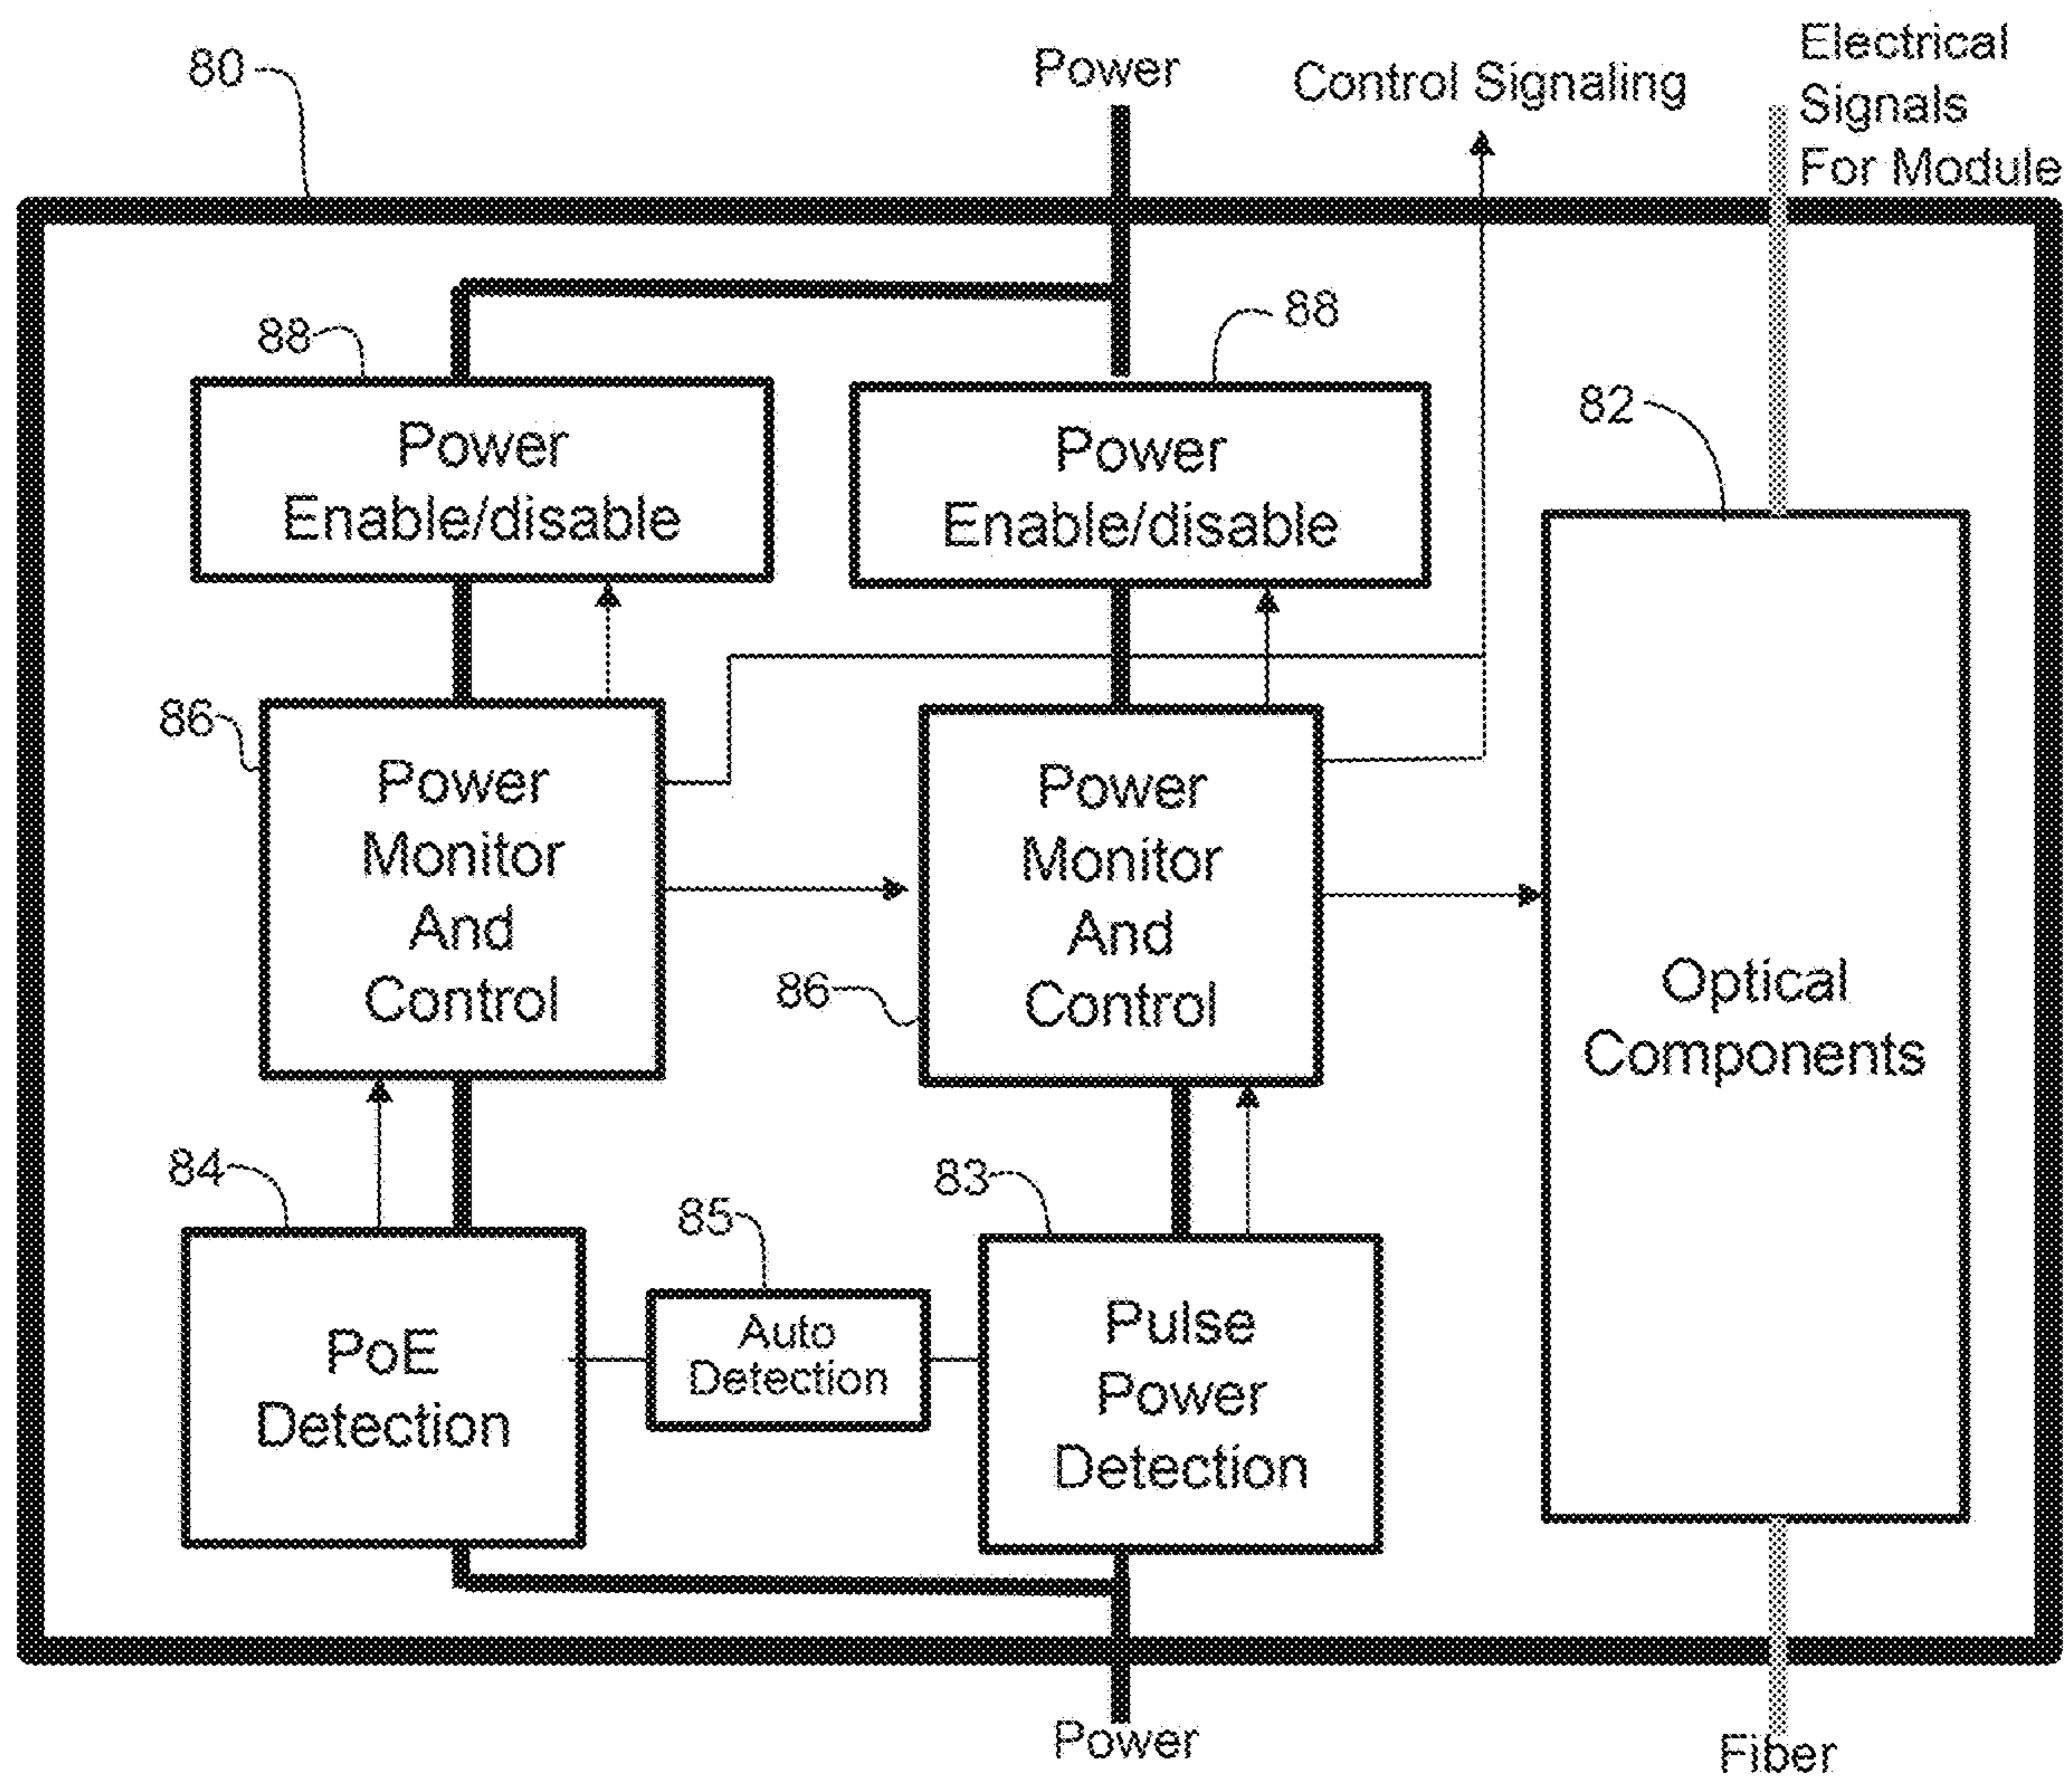 80
Power
Control Signaling
Electrical
Signals
For Module
88
88
82
Power
Enable/disable
Power
Enable/disable
86
Power
Monitor
And
Control
Power
Monitor
And
Control
86
Optical
Components
84
85
83
PoE
Detection
Auto
Detection
Pulse
Power
Detection
Power
Fiber